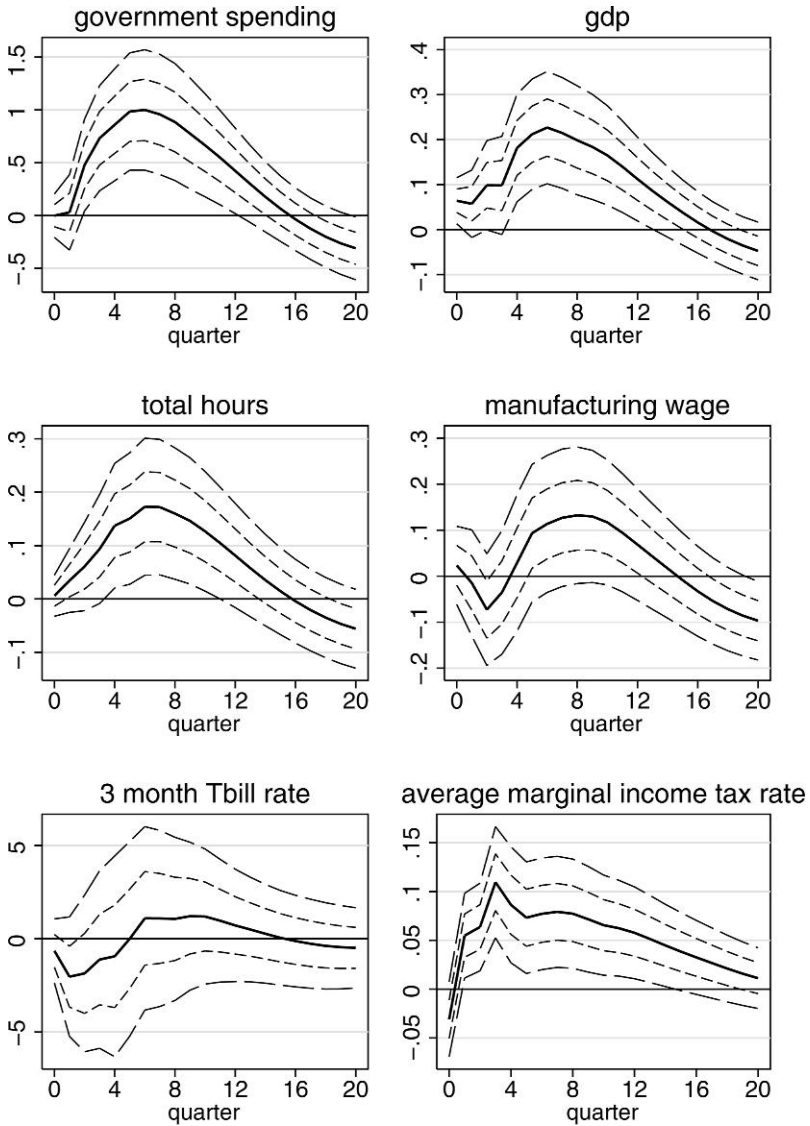 government spending
gdp
1.5
1
.5
0
-.5
0 4 8 12 16 20
quarter
.4
.3
.2
.1
0
-.1
0 4 8 12 16 20
quarter
total hours
manufacturing wage
.3
.2
.1
0
-.1
0 4 8 12 16 20
quarter
.3
.2
.1
0
-.1
-.2
0 4 8 12 16 20
quarter
3 month Tbill rate
average marginal income tax rate
5
0
-5
0 4 8 12 16 20
quarter
.15
.1
.05
0
-.05
0 4 8 12 16 20
quarter